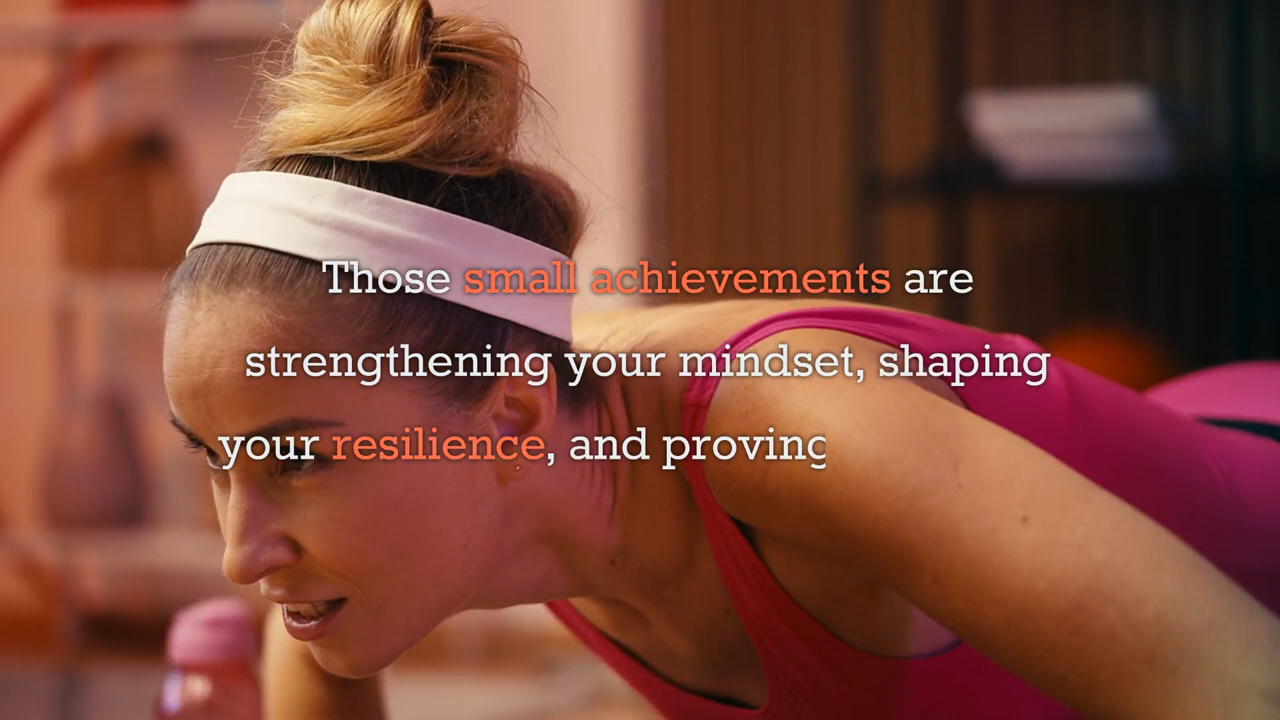 Those small achievements are
strengthening your mindset, shaping
your resilience, and proving